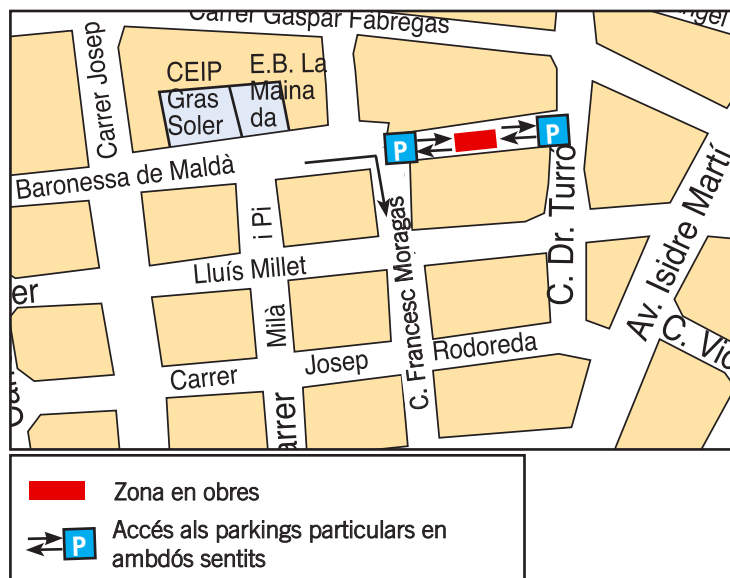 Carrer Gaspar Fàbregas
Carrer Josep
CEIP
Gras
Soler
E.B. La
Maina
da
P
P
Baronessa de Maldà
i Pi
Lluís Millet
Milà
Carrer
Josep
Rodoreda
C. Francesc Moragas
C. Dr. Turró
Av. Isidre Martí
Zona en obres
P
Accés als parkings particulars en
ambdós sentits